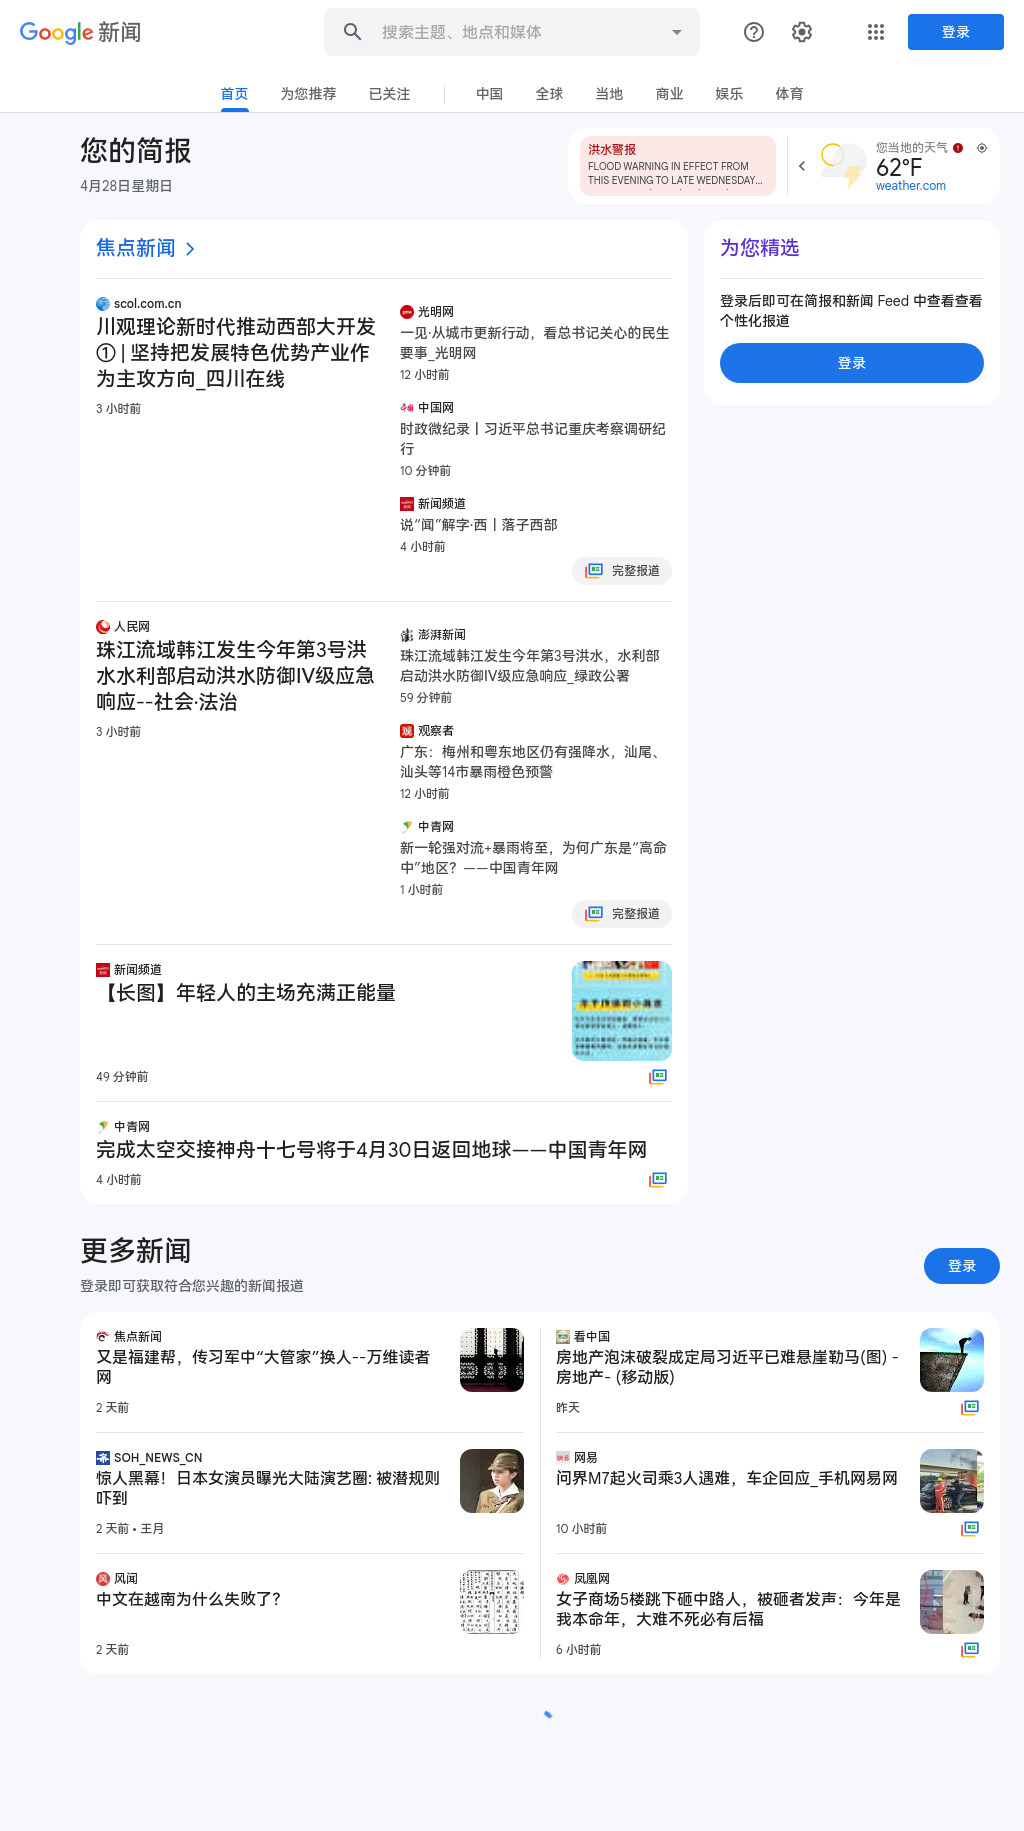 Google 新闻
搜索主题、地点和媒体
登录
首页
为您推荐
已关注
中国
全球
当地
商业
娱乐
体育
您的简报
4月28日星期日
洪水警报
FLOOD WARNING IN EFFECT FROM
THIS EVENING TO LATE WEDNESDAY...
您当地的天气
62°F
weather.com
焦点新闻
scol.com.cn
川观理论新时代推动西部大开发
① | 坚持把发展特色优势产业作
为主攻方向_四川在线
3 小时前
光明网
一见·从城市更新行动，看总书记关心的民生
要事_光明网
12 小时前
中国网
时政微纪录丨习近平总书记重庆考察调研纪
行
10 分钟前
新闻频道
说“闻”解字·西丨落子西部
4 小时前
完整报道
人民网
珠江流域韩江发生今年第3号洪
水水利部启动洪水防御Ⅳ级应急
响应--社会·法治
3 小时前
澎湃新闻
珠江流域韩江发生今年第3号洪水，水利部
启动洪水防御Ⅳ级应急响应_绿政公署
59 分钟前
观察者
广东：梅州和粤东地区仍有强降水，汕尾、
汕头等14市暴雨橙色预警
12 小时前
中青网
新一轮强对流+暴雨将至，为何广东是“高命
中”地区？——中国青年网
1 小时前
完整报道
新闻频道
【长图】年轻人的主场充满正能量
49 分钟前
中青网
完成太空交接神舟十七号将于4月30日返回地球——中国青年网
4 小时前
为您精选
登录后即可在简报和新闻 Feed 中查看查看
个性化报道
登录
更多新闻
登录即可获取符合您兴趣的新闻报道
登录
焦点新闻
又是福建帮，传习军中“大管家”换人--万维读者
网
2 天前
看中国
房地产泡沫破裂成定局习近平已难悬崖勒马(图) -
房地产- (移动版)
昨天
SOH_NEWS_CN
惊人黑幕！日本女演员曝光大陆演艺圈: 被潜规则
吓到
2 天前 • 王月
网易
问界M7起火司乘3人遇难，车企回应_手机网易网
10 小时前
风闻
中文在越南为什么失败了？
2 天前
凤凰网
女子商场5楼跳下砸中路人，被砸者发声：今年是
我本命年，大难不死必有后福
6 小时前